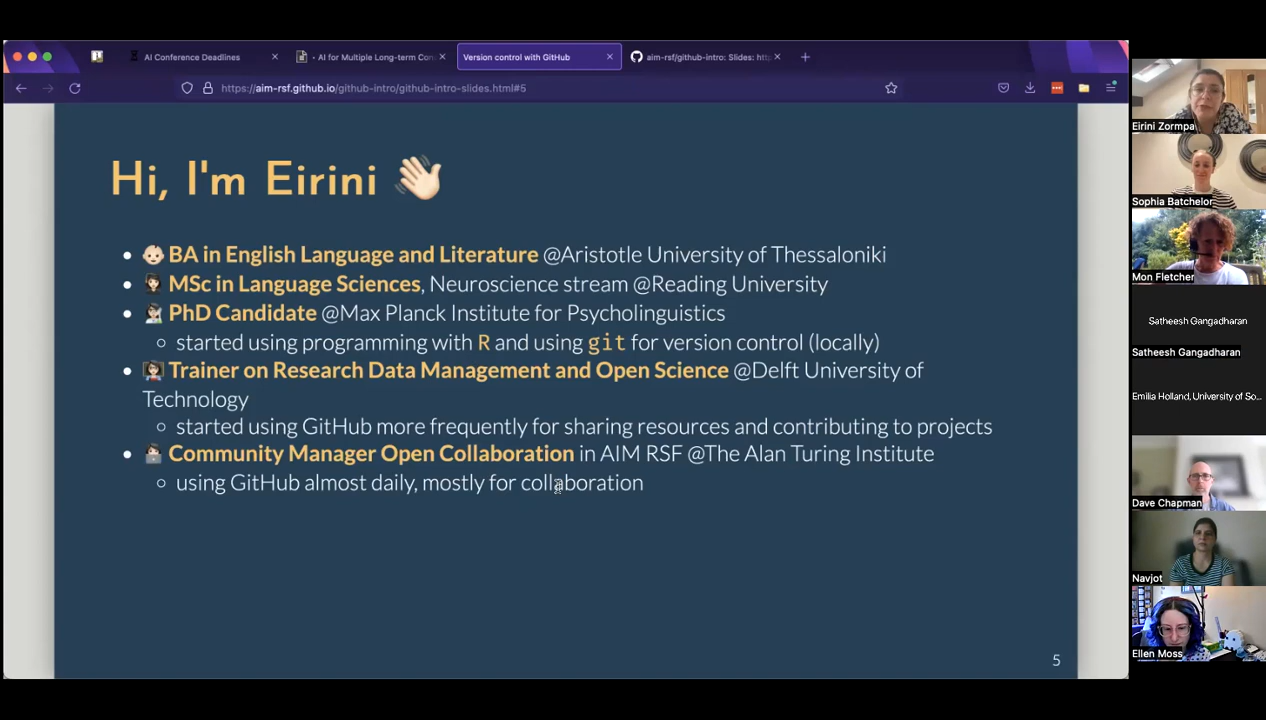 AI Conference Deadlines
· AI for Multiple Long-term Con
Version control with GitHub
aim-rsf/github-intro: Slides: http
https://aim-rsf.github.io/github-intro/github-intro-slides.html#5
Hi, I'm Eirini
BA in English Language and Literature @Aristotle University of Thessaloniki
MSc in Language Sciences, Neuroscience stream @Reading University
PhD Candidate @Max Planck Institute for Psycholinguistics
started using programming with R and using git for version control (locally)
Trainer on Research Data Management and Open Science @Delft University of
Technology
started using GitHub more frequently for sharing resources and contributing to projects
Community Manager Open Collaboration in AIM RSF @The Alan Turing Institute
using GitHub almost daily, mostly for collaboration
5
Eirini Zormpa
Sophia Batchelor
Mon Fletcher
Satheesh Gangadharan
Satheesh Gangadharan
Emilia Holland, University of So...
Dave Chapman
Navjot
Ellen Moss